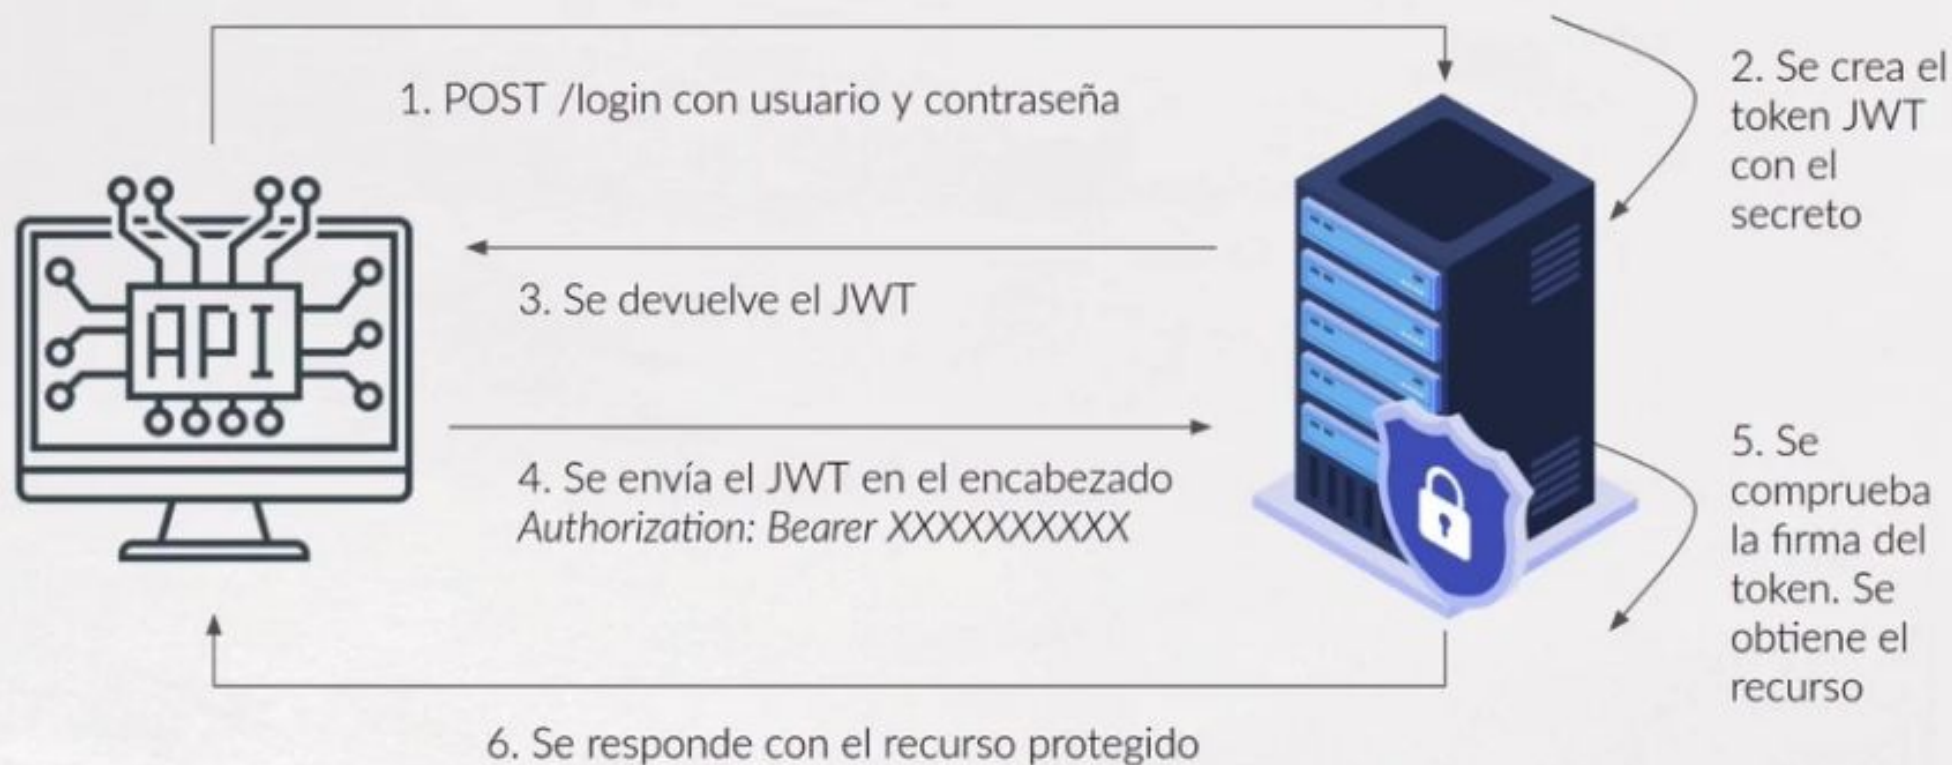 1. POST /login con usuario y contraseña
2. Se crea el
token JWT
con el
secreto
API
3. Se devuelve el JWT
4. Se envía el JWT en el encabezado
Authorization: Bearer XXXXXXXXXX
5. Se
comprueba
la firma del
token. Se
obtiene el
recurso
6. Se responde con el recurso protegido